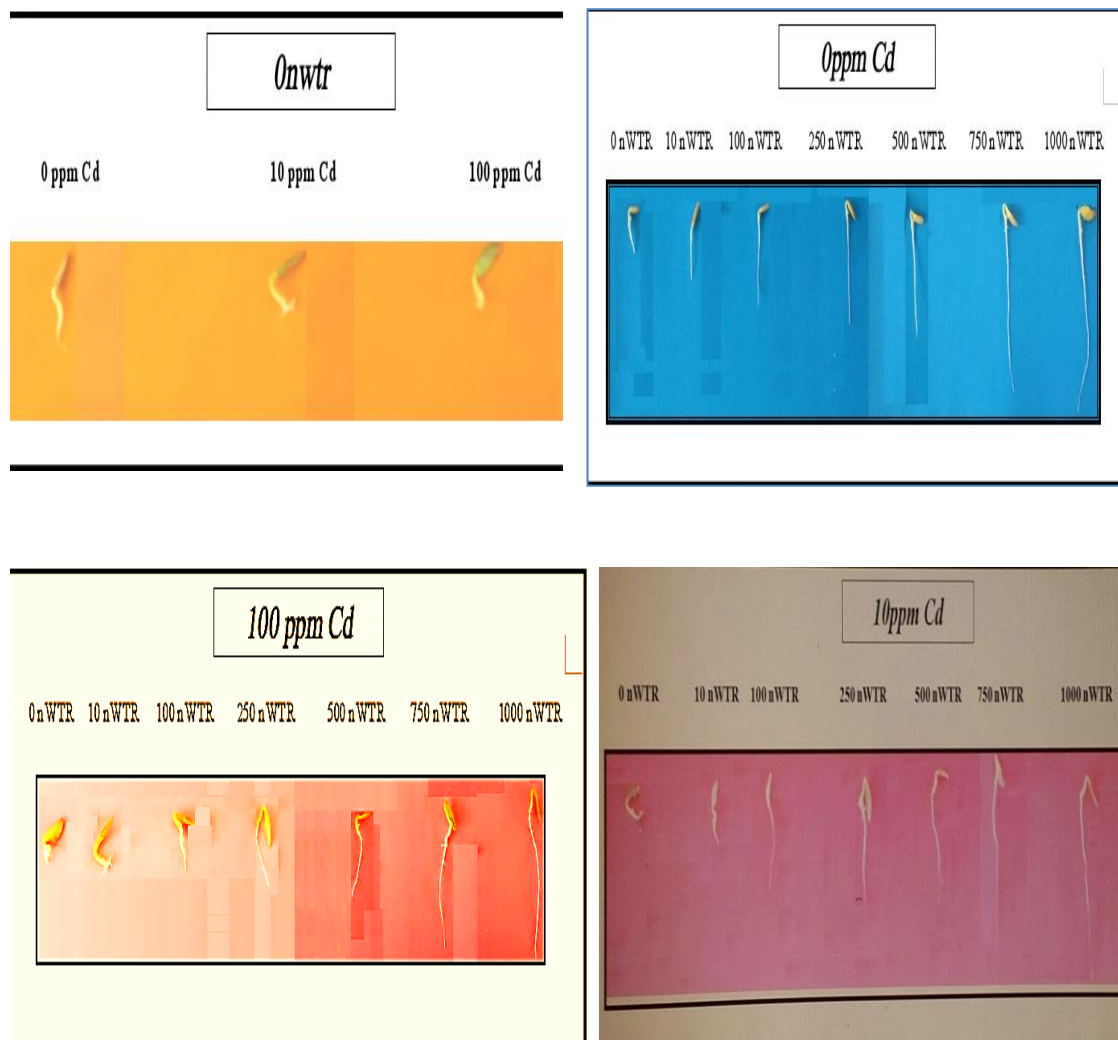 0nwtr
0 ppm Cd 10 ppm Cd 100 ppm Cd
0ppm Cd
0 nWTR 10 nWTR 100 nWTR 250 nWTR 500 nWTR 750 nWTR 1000 nWTR
100 ppm Cd
0 nWTR 10 nWTR 100 nWTR 250 nWTR 500 nWTR 750 nWTR 1000 nWTR
10ppm Cd
0 nWTR 10 nWTR 100 nWTR 250 nWTR 500 nWTR 750 nWTR 1000 nWTR